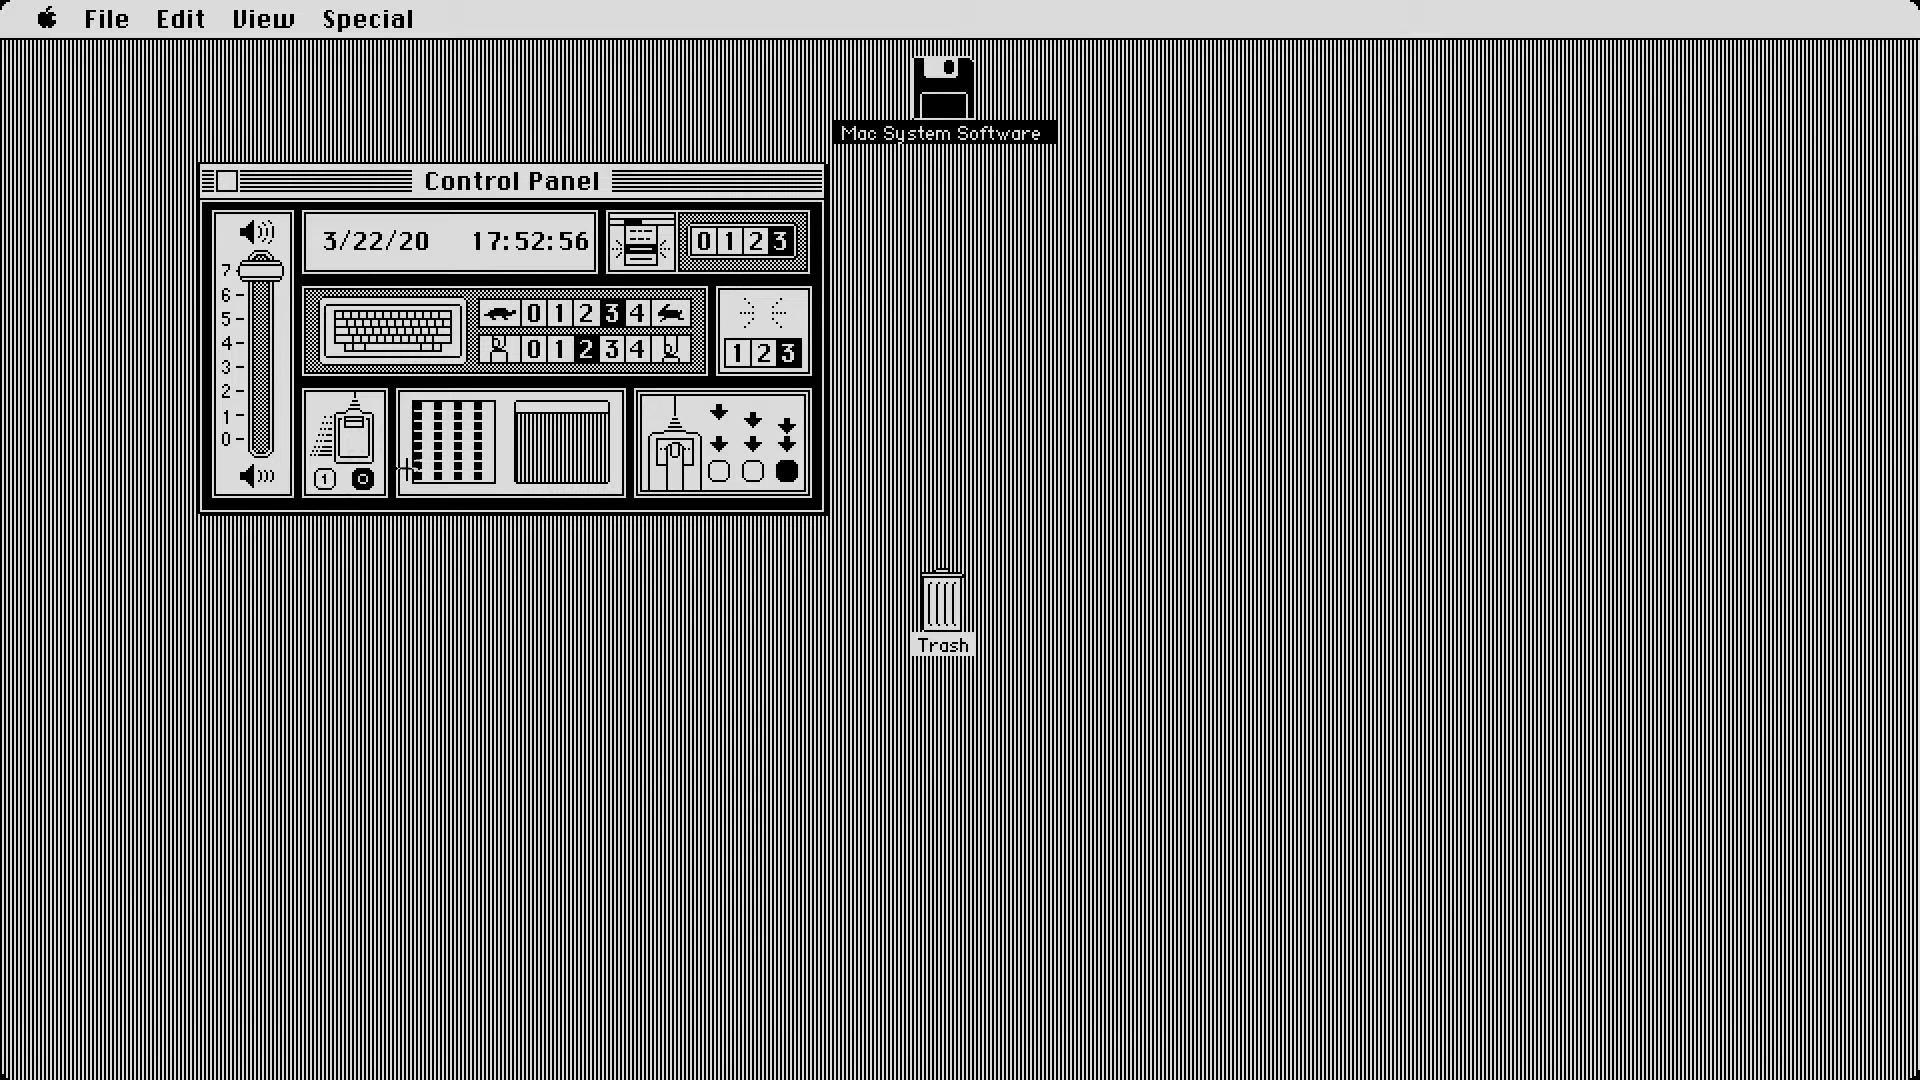 File Edit View Special
Mac System Software
Control Panel
3/22/20 17:52:56
0 1 2 3
7
6
5
4
3
2
1
0
0 1 2 3 4
0 1 2 3 4
1 2 3
1 0
Trash